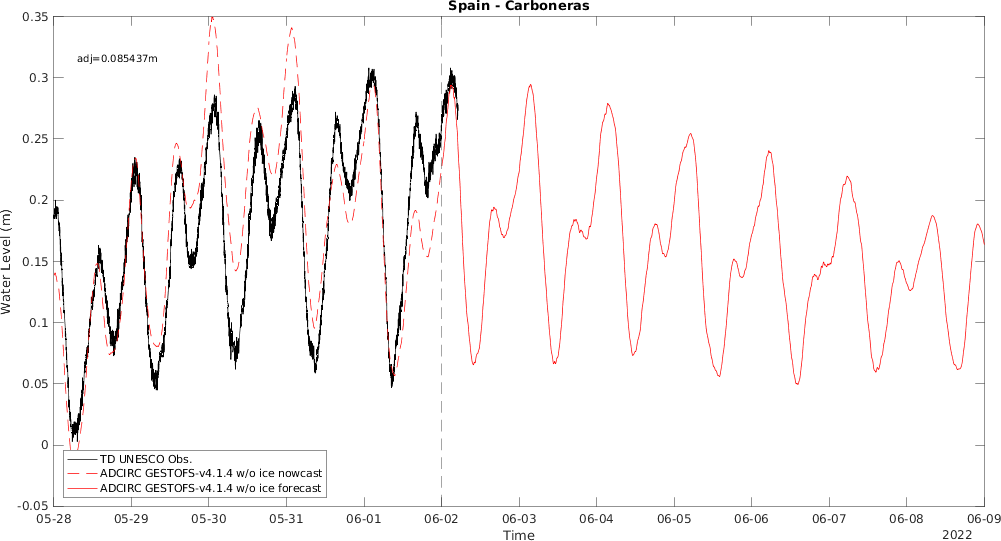 Spain - Carboneras
adj=0.085437m
0.35
0.3
0.25
0.2
0.15
0.1
0.05
0
-0.05
Water Level (m)
TD UNESCO Obs.
ADCIRC GESTOFS-v4.1.4 w/o ice nowcast
ADCIRC GESTOFS-v4.1.4 w/o ice forecast
05-28 05-29 05-30 05-31 06-01 06-02 06-03 06-04 06-05 06-06 06-07 06-08 06-09
Time
2022